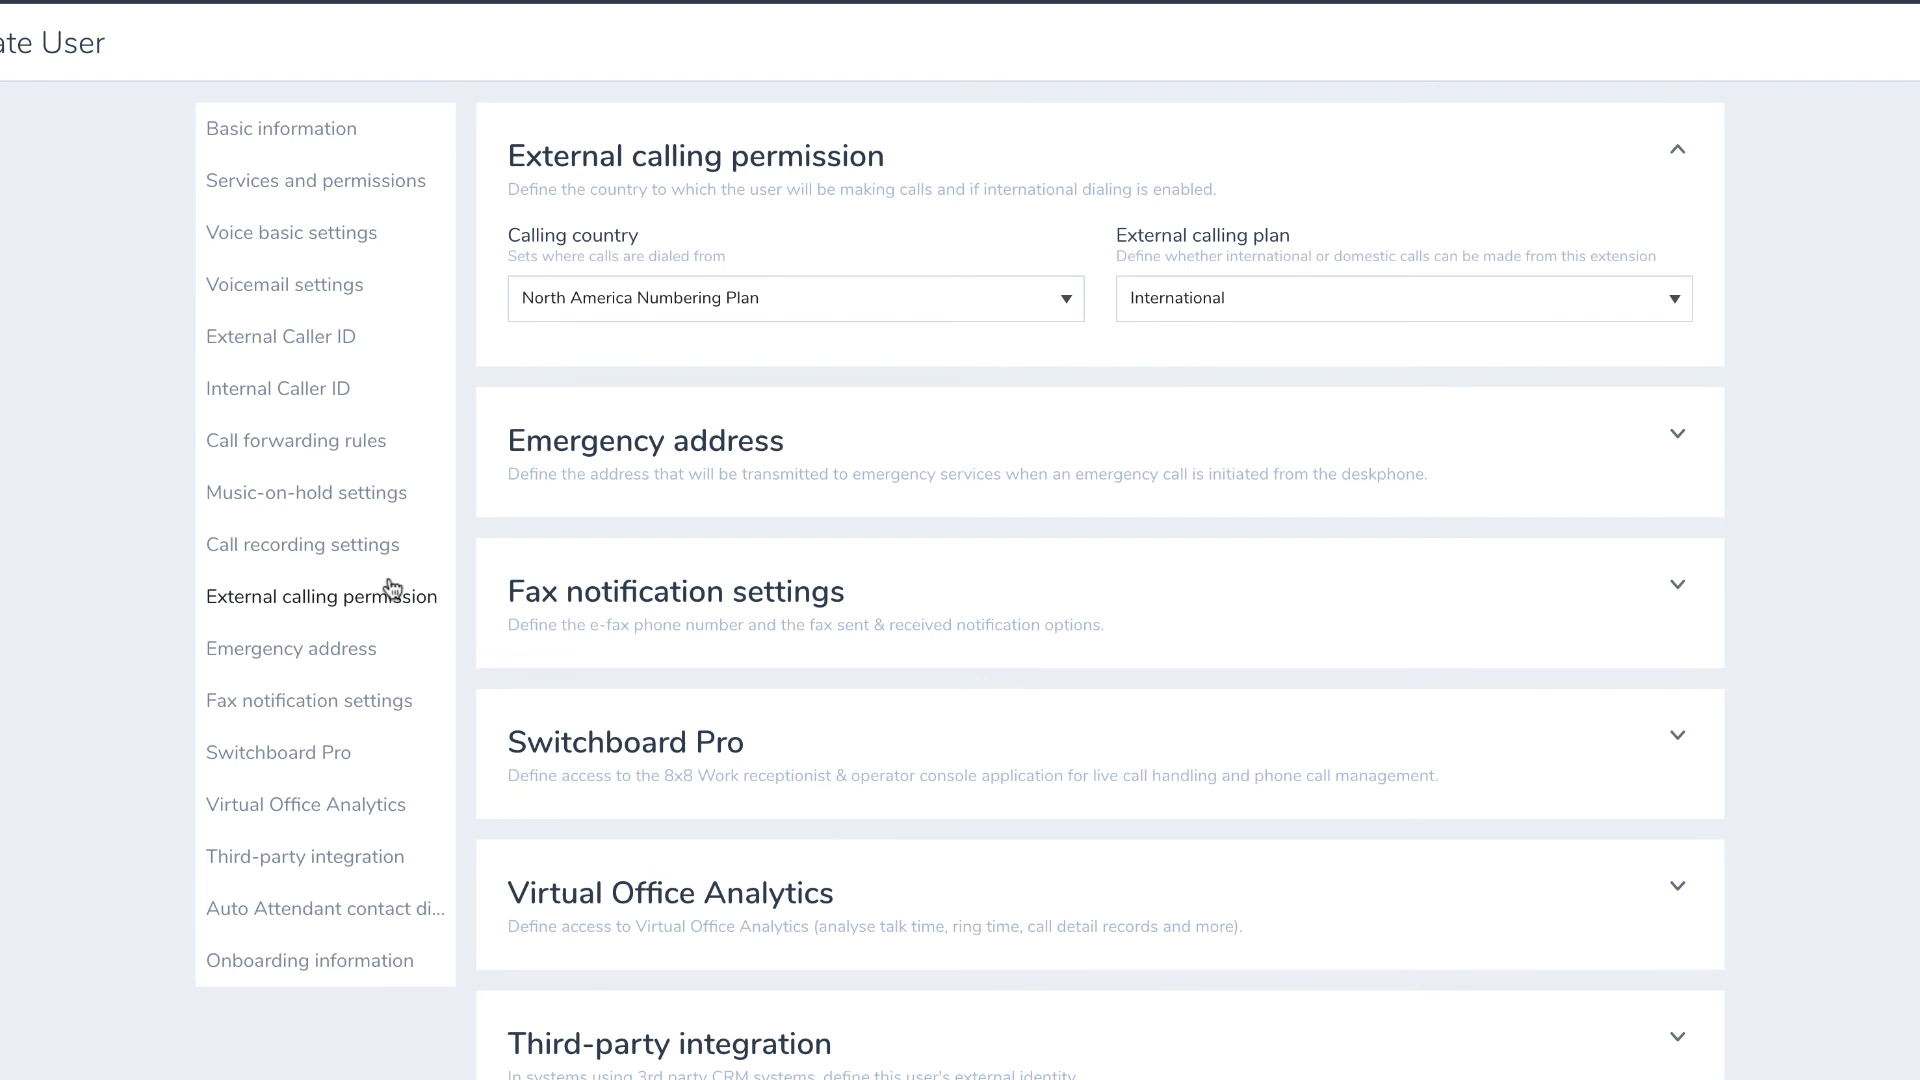 ate User
Basic information
Services and permissions
Voice basic settings
Voicemail settings
External Caller ID
Internal Caller ID
Call forwarding rules
Music-on-hold settings
Call recording settings
External calling permission
Emergency address
Fax notification settings
Switchboard Pro
Virtual Office Analytics
Third-party integration
Auto Attendant contact di...
Onboarding information
External calling permission
Define the country to which the user will be making calls and if international dialing is enabled.
Calling country
Sets where calls are dialed from
North America Numbering Plan
External calling plan
Define whether international or domestic calls can be made from this extension
International
Emergency address
Define the address that will be transmitted to emergency services when an emergency call is initiated from the deskphone.
Fax notification settings
Define the e-fax phone number and the fax sent & received notification options.
Switchboard Pro
Define access to the 8x8 Work receptionist & operator console application for live call handling and phone call management.
Virtual Office Analytics
Define access to Virtual Office Analytics (analyse talk time, ring time, call detail records and more).
Third-party integration
In systems using 3rd party CRM systems, define this user's external identity